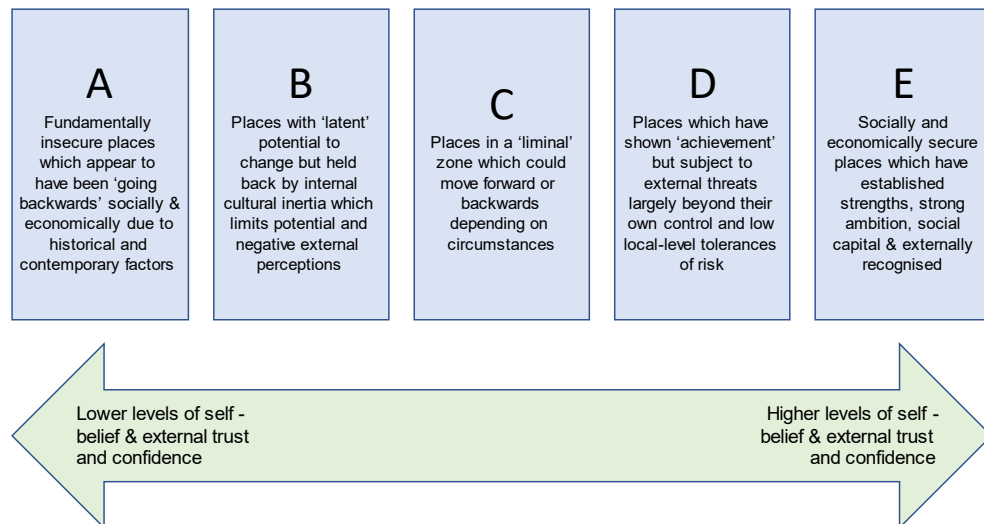 A
Fundamentally
insecure places
which appear to
have been ‘going
backwards’ socially &
economically due to
historical and
contemporary factors
B
Places with ‘latent’
potential to
change but held
back by internal
cultural inertia which
limits potential and
negative external
perceptions
C
Places in a ‘liminal’
zone which could
move forward or
backwards
depending on
circumstances
D
Places which have
shown ‘achievement’
but subject to
external threats
largely beyond their
own control and low
local-level tolerances
of risk
E
Socially and
economically secure
places which have
established
strengths, strong
ambition, social
capital & externally
recognised
Lower levels of self -
belief & external trust
and confidence
Higher levels of self -
belief & external trust
and confidence